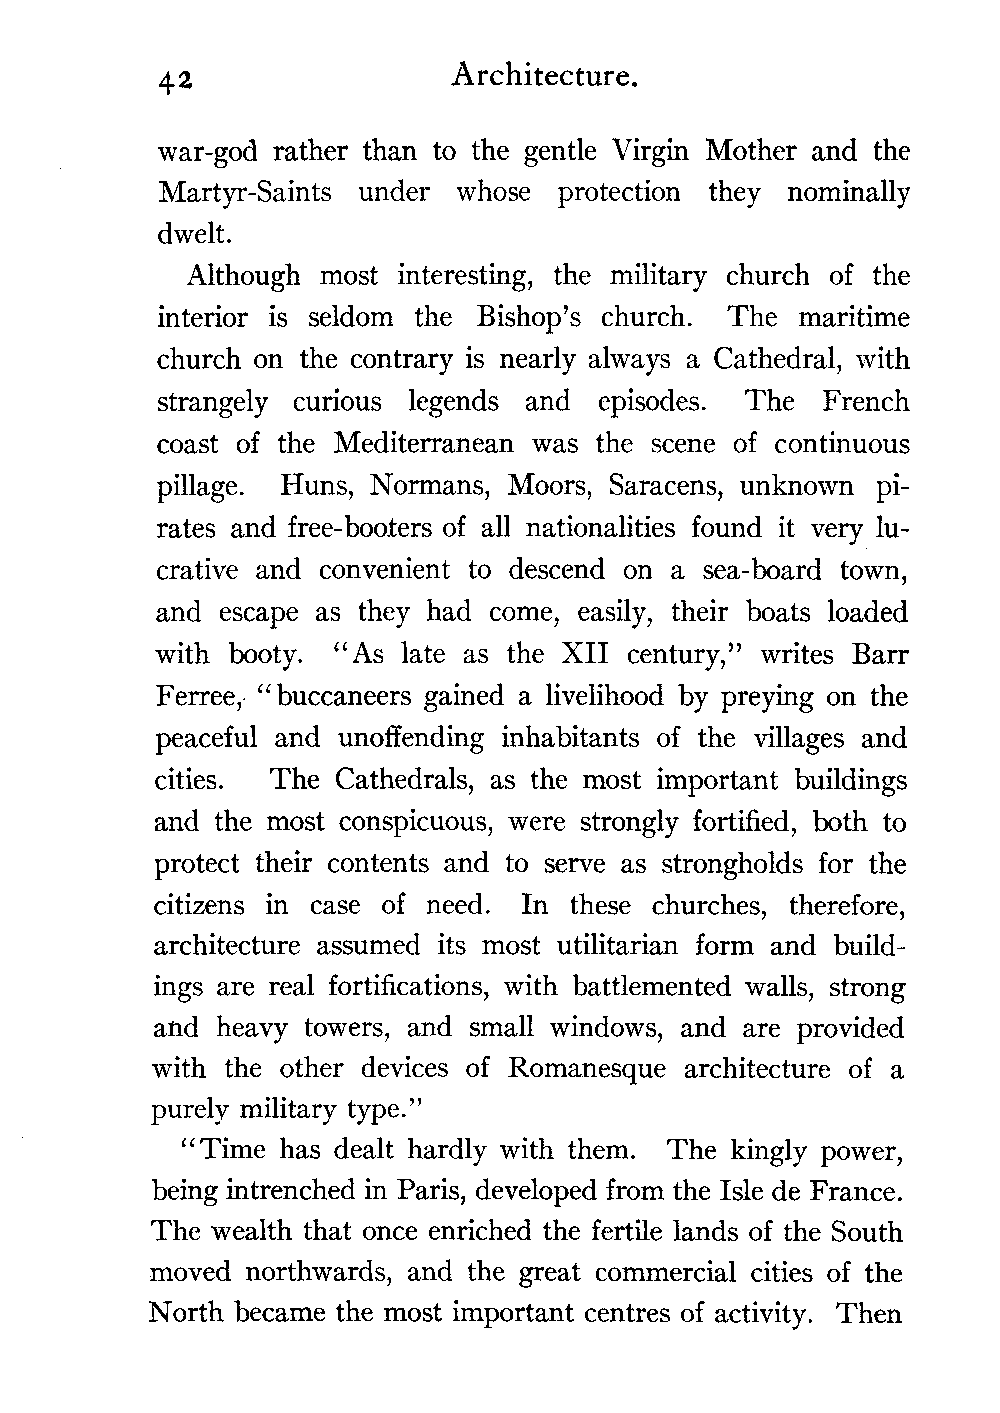 42 Architecture.
war-god rather than to the gentle Virgin Mother and the
Martyr-Saints under whose protection they nominally
dwelt.
Although most interesting, the military church of the
interior is seldom the Bishop's church. The maritime
church on the contrary is nearly always a Cathedral, with
strangely curious legends and episodes. The French
coast of the Mediterranean was the scene of continuous
pillage. Huns, Normans, Moors, Saracens, unknown pi-
rates and free-booters of all nationalities found it very lu-
crative and convenient to descend on a sea-board town,
and escape as they had come, easily, their boats loaded
with booty. "As late as the XII century," writes Barr
Ferree, "buccaneers gained a livelihood by preying on the
peaceful and unoffending inhabitants of the villages and
cities. The Cathedrals, as the most important buildings
and the most conspicuous, were strongly fortified, both to
protect their contents and to serve as strongholds for the
citizens in case of need. In these churches, therefore,
architecture assumed its most utilitarian form and build-
ings are real fortifications, with battlemented walls, strong
and heavy towers, and small windows, and are provided
with the other devices of Romanesque architecture of a
purely military type."
"Time has dealt hardly with them. The kingly power,
being intrenched in Paris, developed from the Isle de France.
The wealth that once enriched the fertile lands of the South
moved northwards, and the great commercial cities of the
North became the most important centres of activity. Then